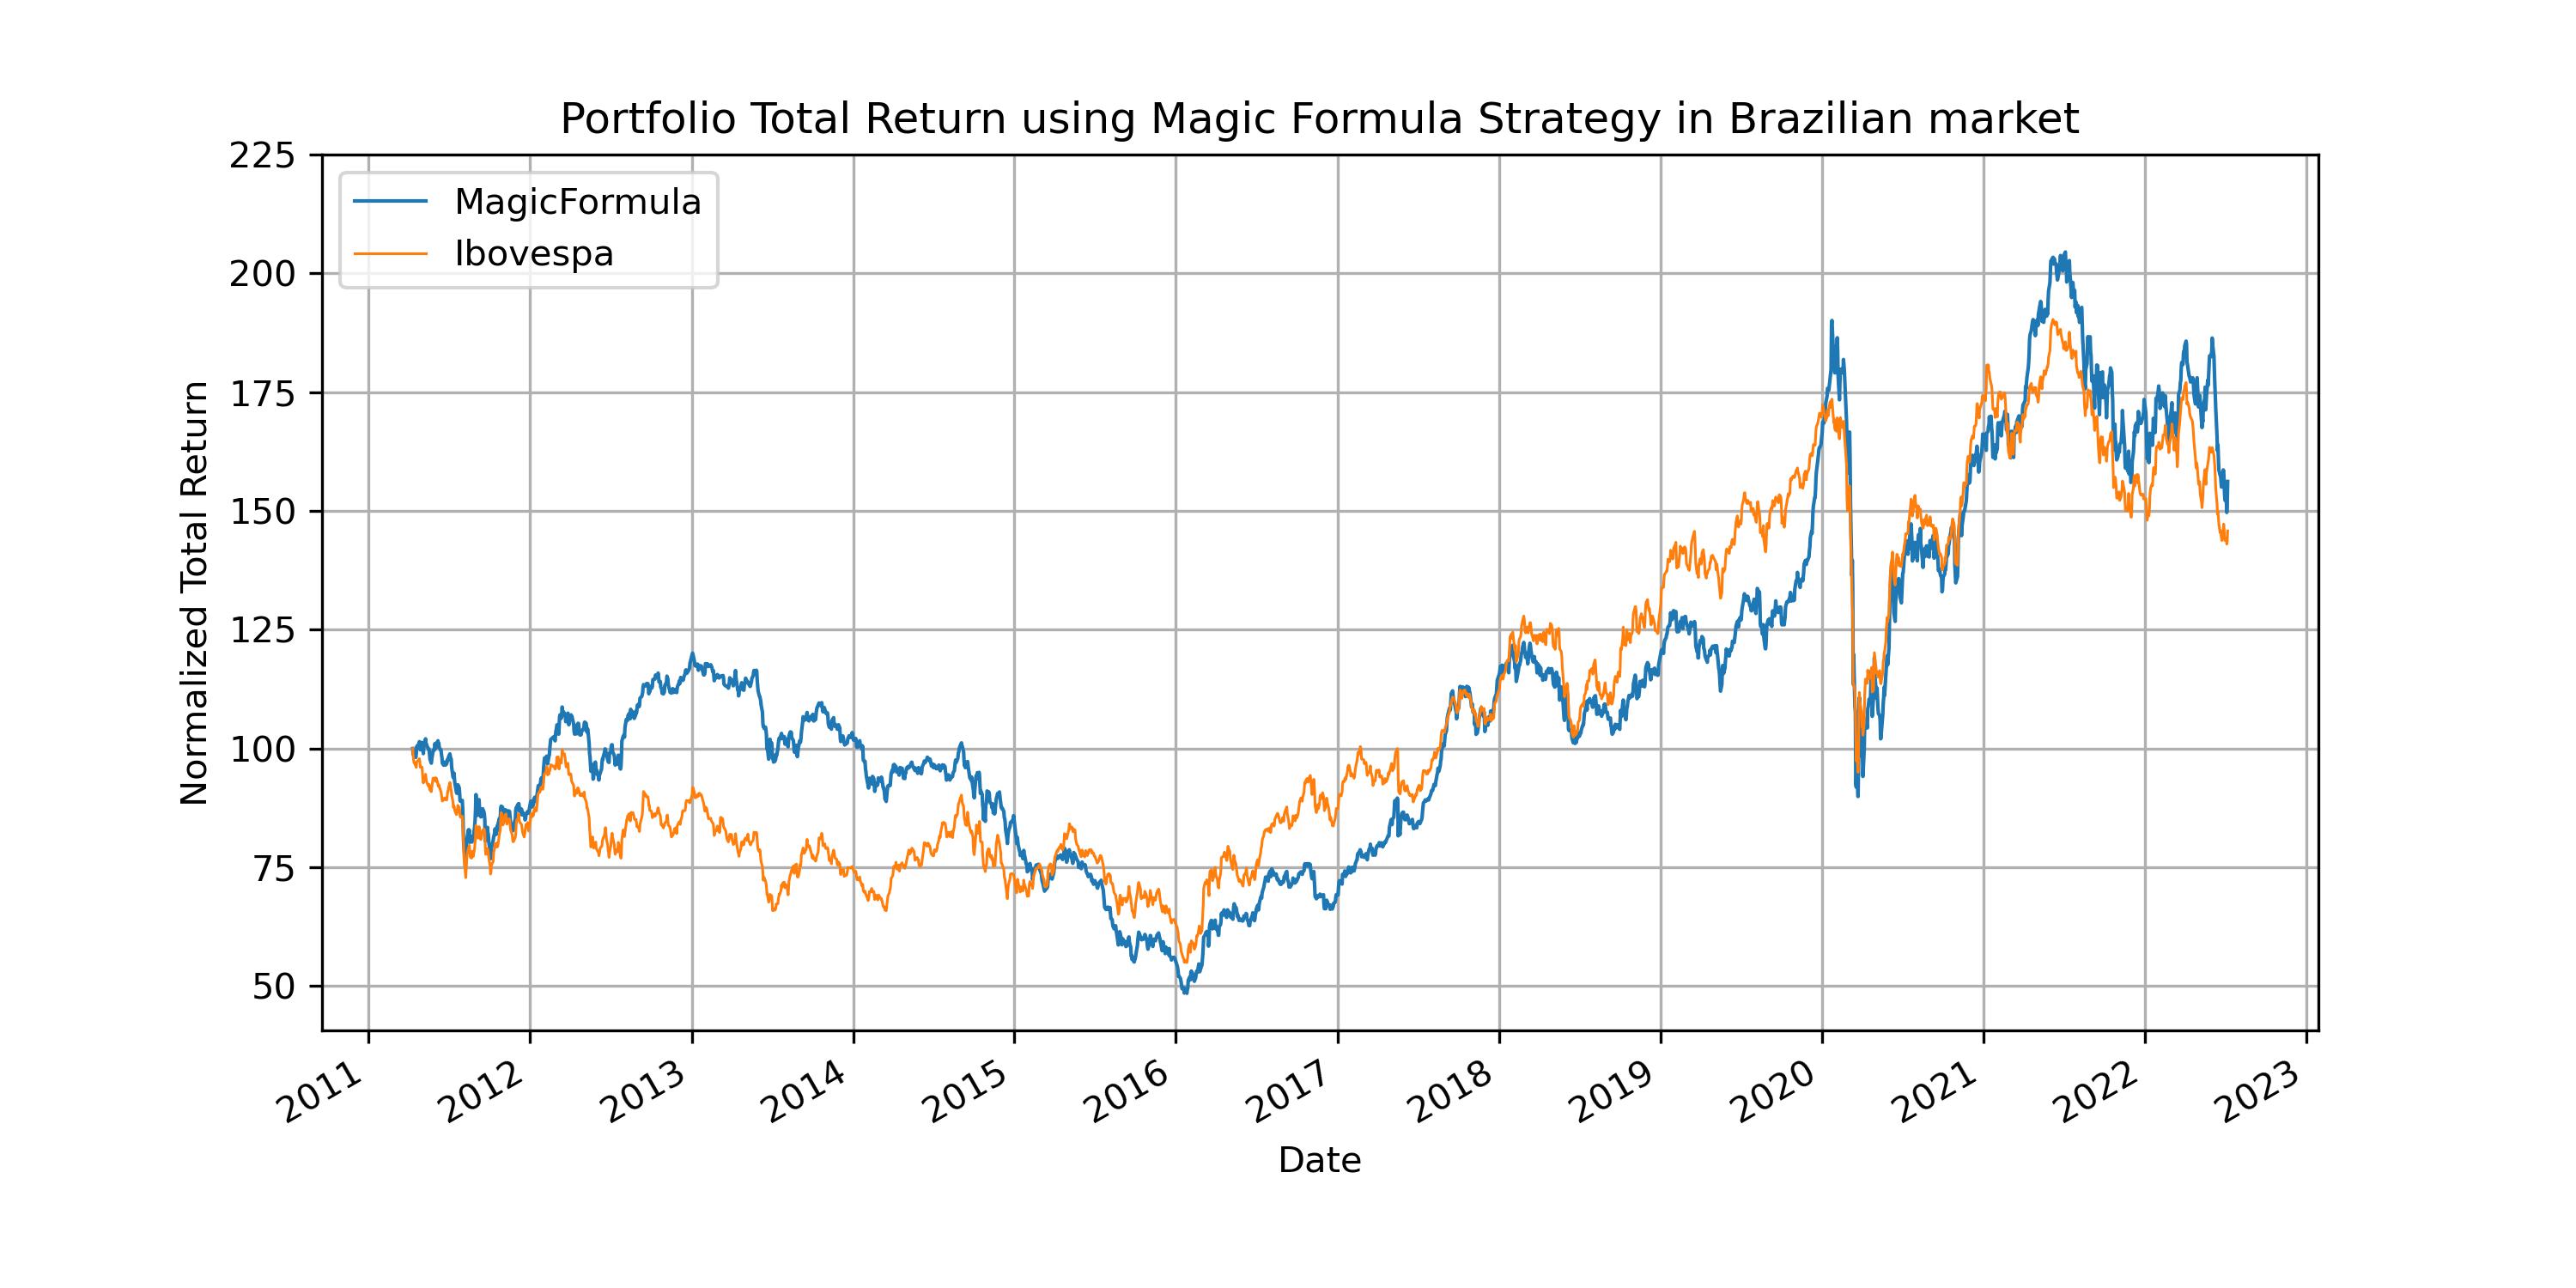 Portfolio Total Return using Magic Formula Strategy in Brazilian market
MagicFormula
Ibovespa
Normalized Total Return
225
200
175
150
125
100
75
50
2011 2012 2013 2014 2015 2016 2017 2018 2019 2020 2021 2022 2023
Date